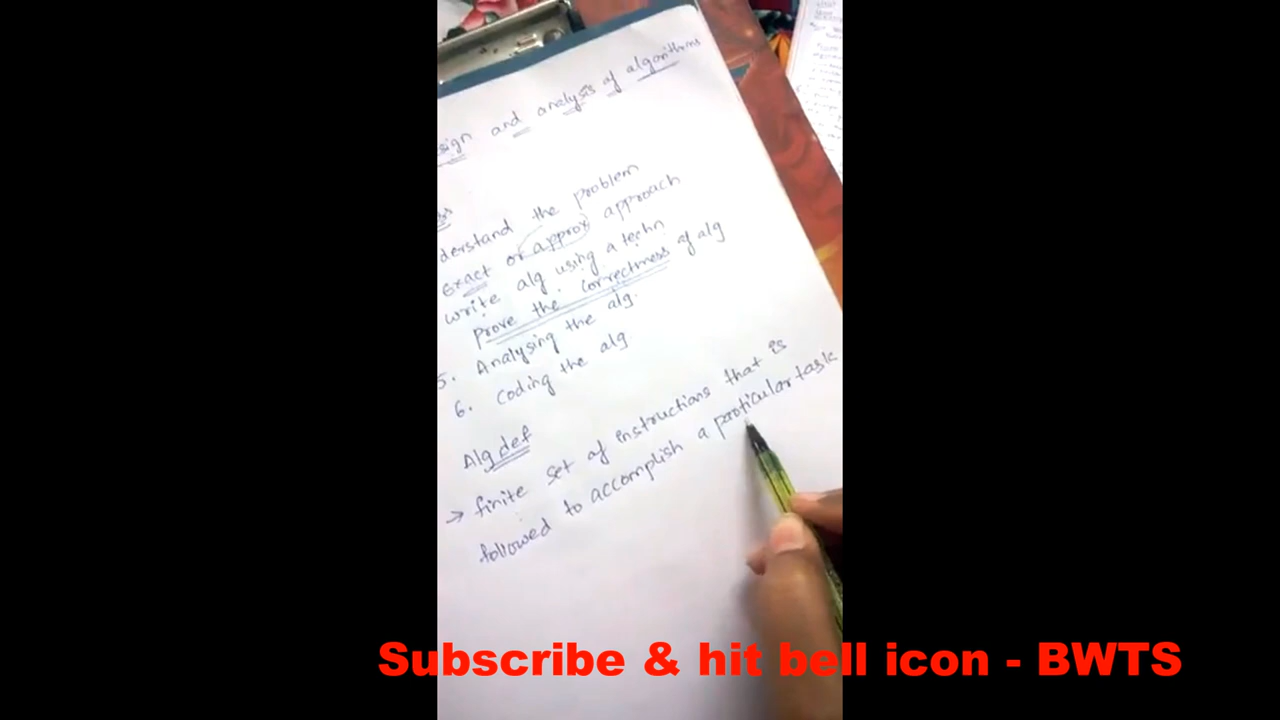 sign and analysis of algorithms
derstand the problem
exact or approx approach
write alg using a techn
Prove the correctness of alg
5. Analysing the alg.
6. Coding the alg
Alg def
→ finite set of instructions that is
followed to accomplish a particular task
Subscribe & hit bell icon - BWTS